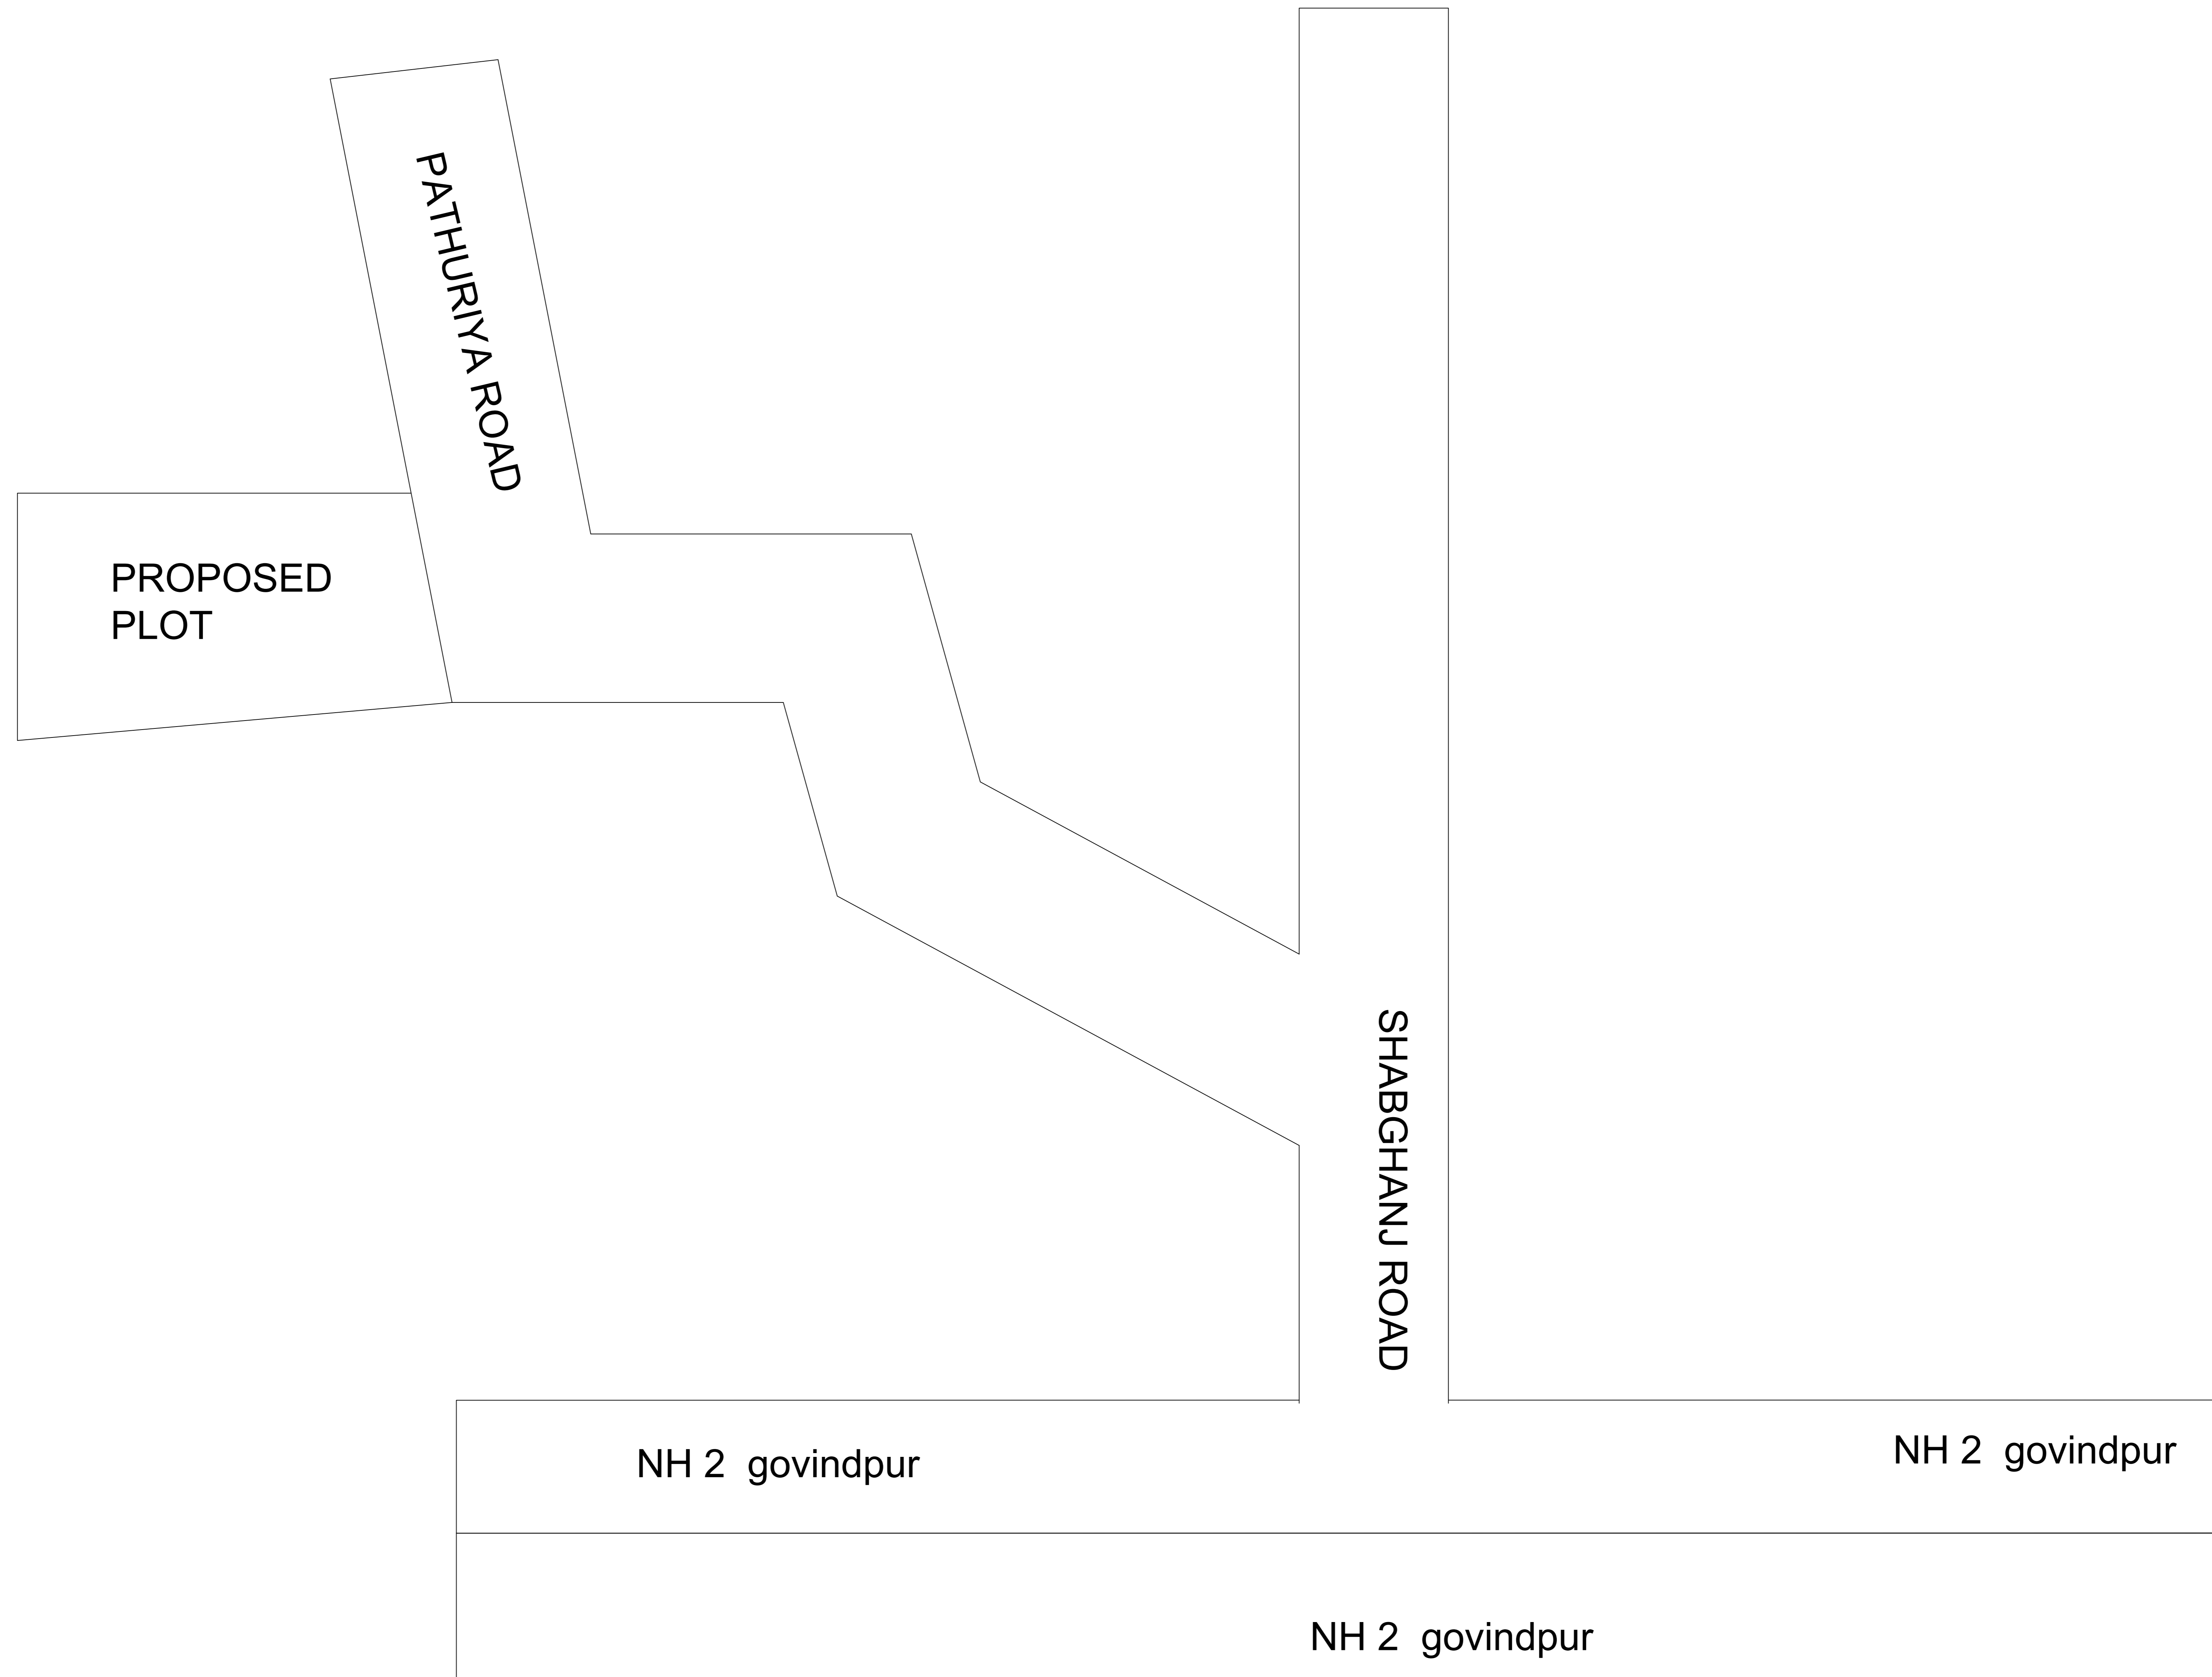 PATHURIYA ROAD
PROPOSED
PLOT
SHABGHANJ ROAD
NH 2  govindpur
NH 2  govindpur
NH 2  govindpur